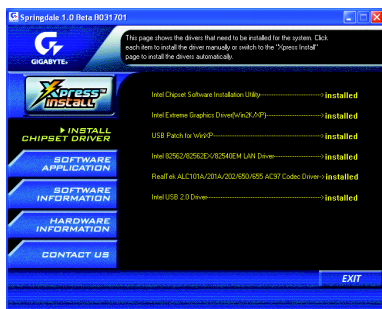 Springdale 1.0 Beta B031701
GIGABYTE™
This page shows the drivers that need to be installed for the system. Click
each item to install the driver manually or switch to the "Xpress Install"
page to install the drivers automatically.
Xpress™
INSTALL
INSTALL
CHIPSET DRIVER
SOFTWARE
APPLICATION
SOFTWARE
INFORMATION
HARDWARE
INFORMATION
CONTACT US
Intel Chipset Software Installation Utility--> installed
Intel Extreme Graphics Driver(Win2K/XP)--> installed
USB Patch for WinXP--> installed
Intel 82562/82562EX/82540EM LAN Driver--> installed
RealTek ALC101A/201A/202/650/655 AC97 Codec Driver--> installed
Intel USB 2.0 Driver--> installed
EXIT